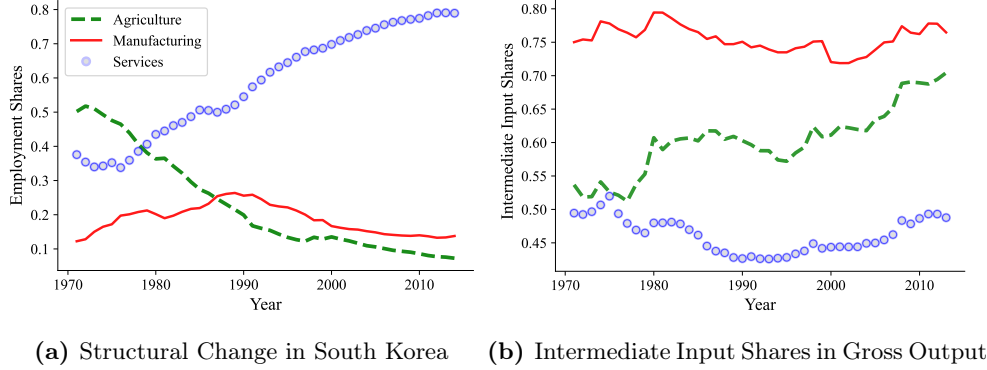 Employment Shares
0.8
0.7
0.6
0.5
0.4
0.3
0.2
0.1
Agriculture
Manufacturing
Services
1970 1980 1990 2000 2010
Year
Intermediate Input Shares
0.80
0.75
0.70
0.65
0.60
0.55
0.50
0.45
1970 1980 1990 2000 2010
Year
(a) Structural Change in South Korea
(b) Intermediate Input Shares in Gross Output